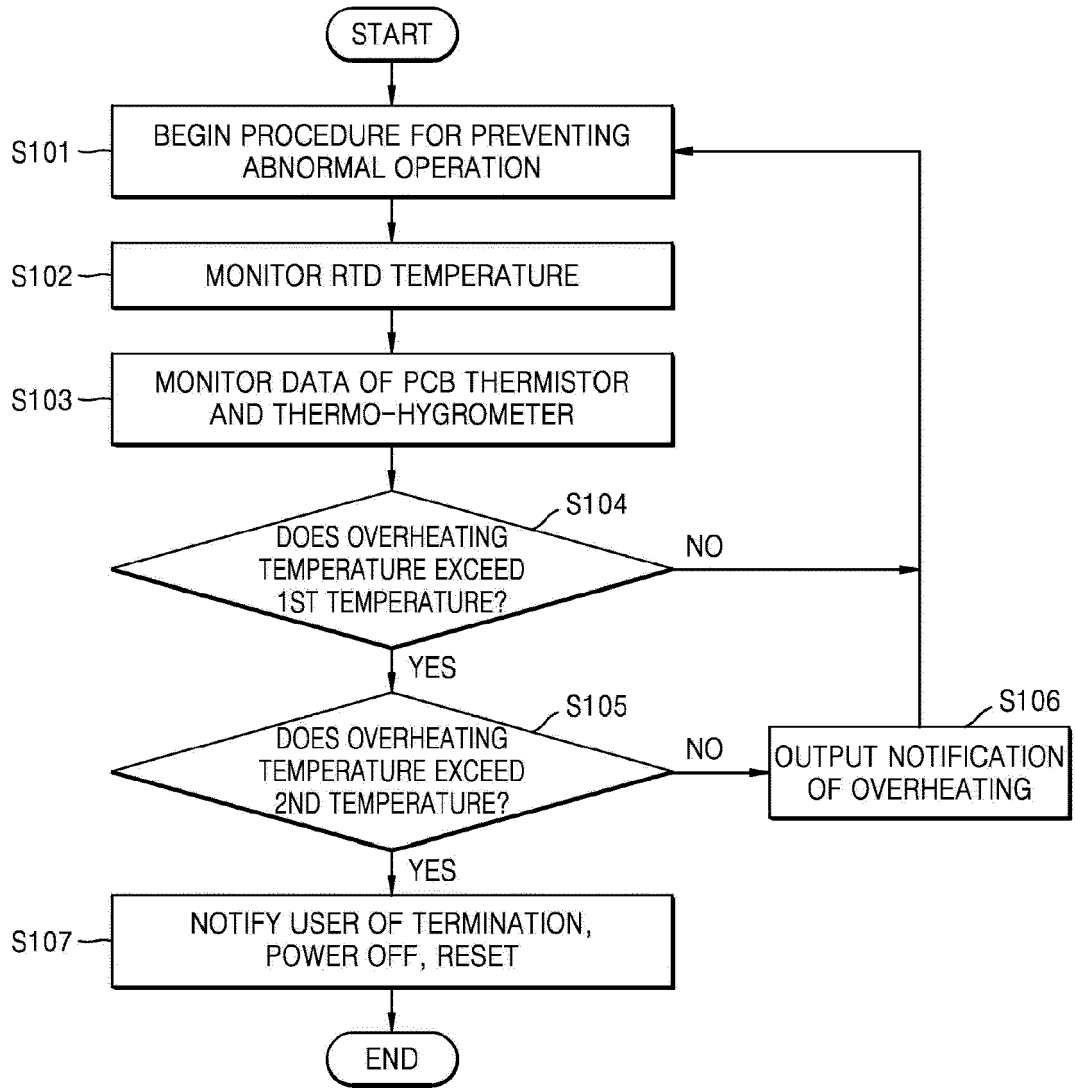 START
S101
BEGIN PROCEDURE FOR PREVENTING
ABNORMAL OPERATION
S102
MONITOR RTD TEMPERATURE
S103
MONITOR DATA OF PCB THERMISTOR
AND THERMO-HYGROMETER
S104
DOES OVERHEATING
TEMPERATURE EXCEED
1ST TEMPERATURE?
NO
YES
S105
DOES OVERHEATING
TEMPERATURE EXCEED
2ND TEMPERATURE?
NO
S106
OUTPUT NOTIFICATION
OF OVERHEATING
YES
S107
NOTIFY USER OF TERMINATION,
POWER OFF, RESET
END